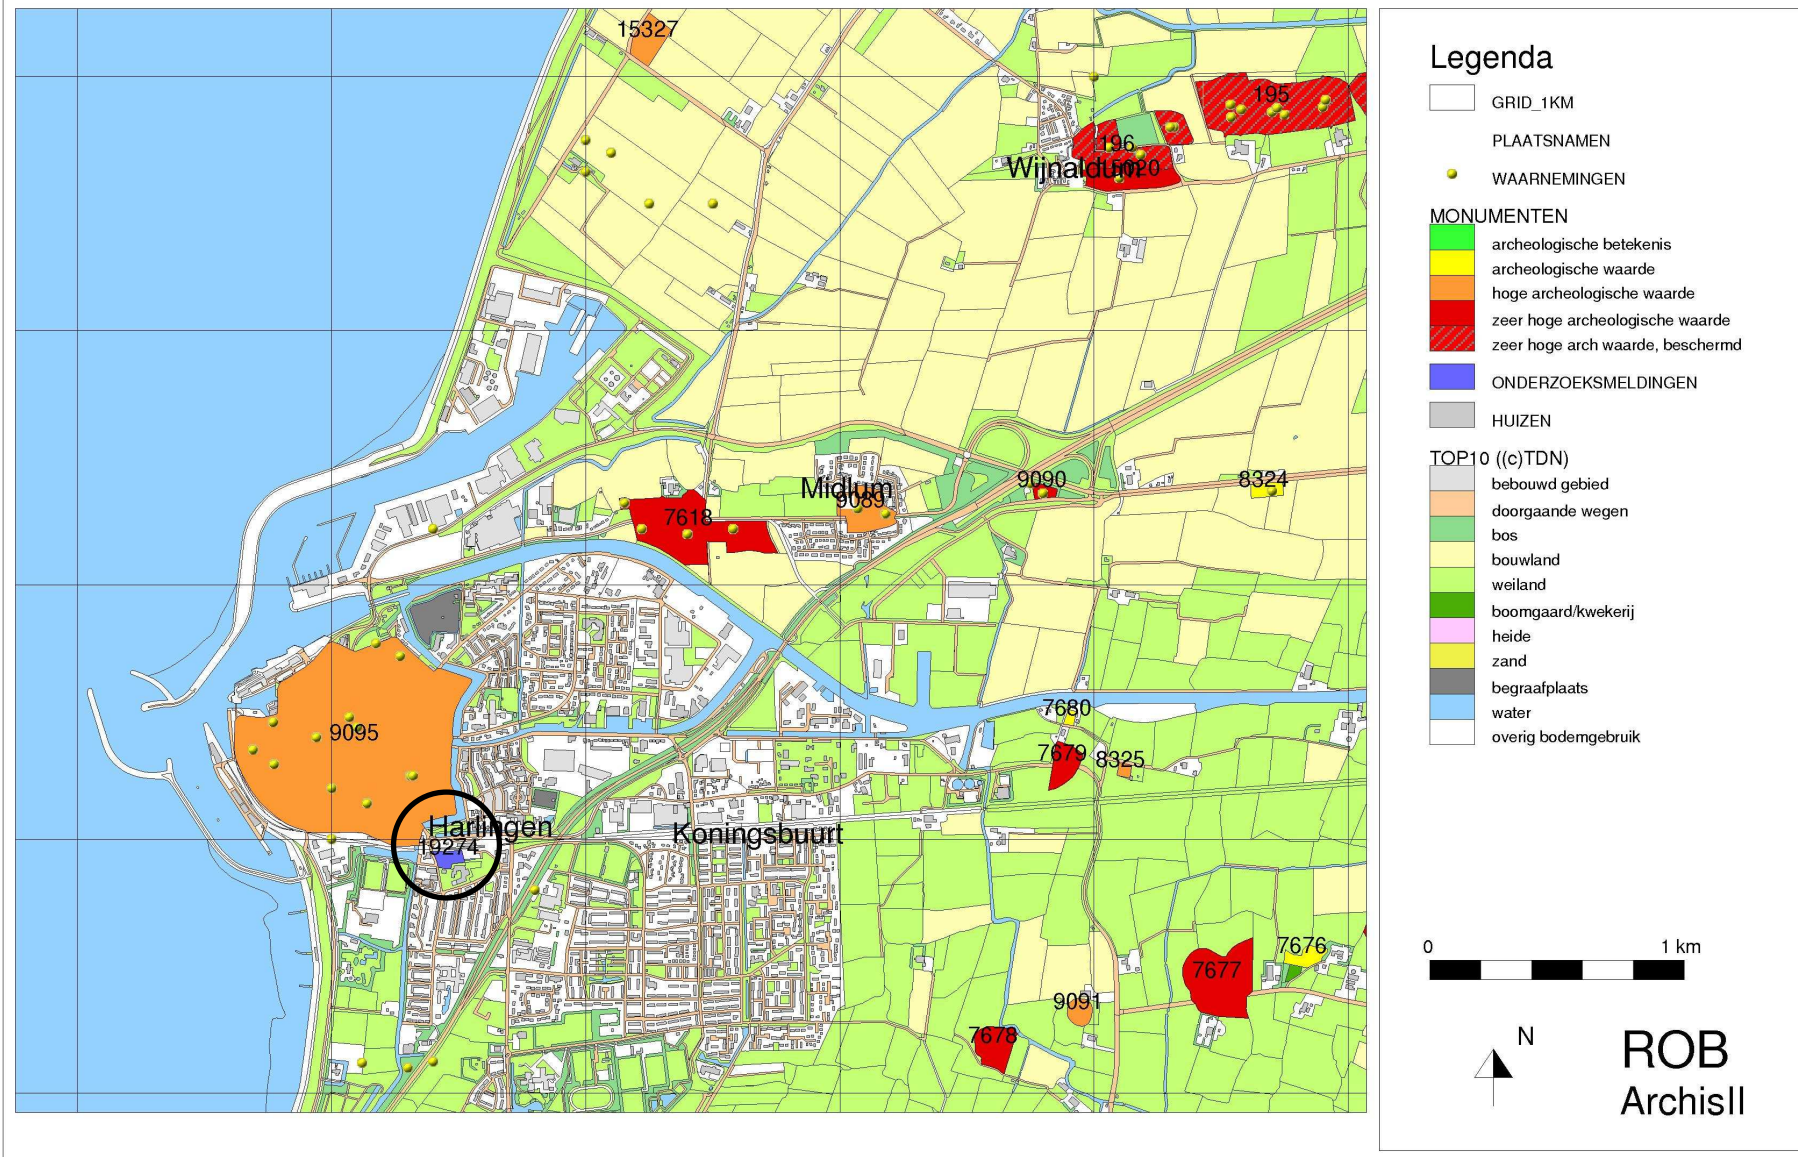 15327
195
196
Wijnaldum
9020
Midlum
9089
9090
8324
7618
9095
7680
7679
8325
Harlingen
19274
Koningsbuurt
7676
7677
9091
7678
Legenda
GRID_1KM
PLAATSNAMEN
WAARNEMINGEN
MONUMENTEN
archeologische betekenis
archeologische waarde
hoge archeologische waarde
zeer hoge archeologische waarde
zeer hoge arch waarde, beschermd
ONDERZOEKSMELDINGEN
HUIZEN
TOP10 ((c)TDN)
bebouwd gebied
doorgaande wegen
bos
bouwland
weiland
boomgaard/kwekerij
heide
zand
begraafplaats
water
overig bodemgebruik
0 1 km
N
ROB
ArchisII